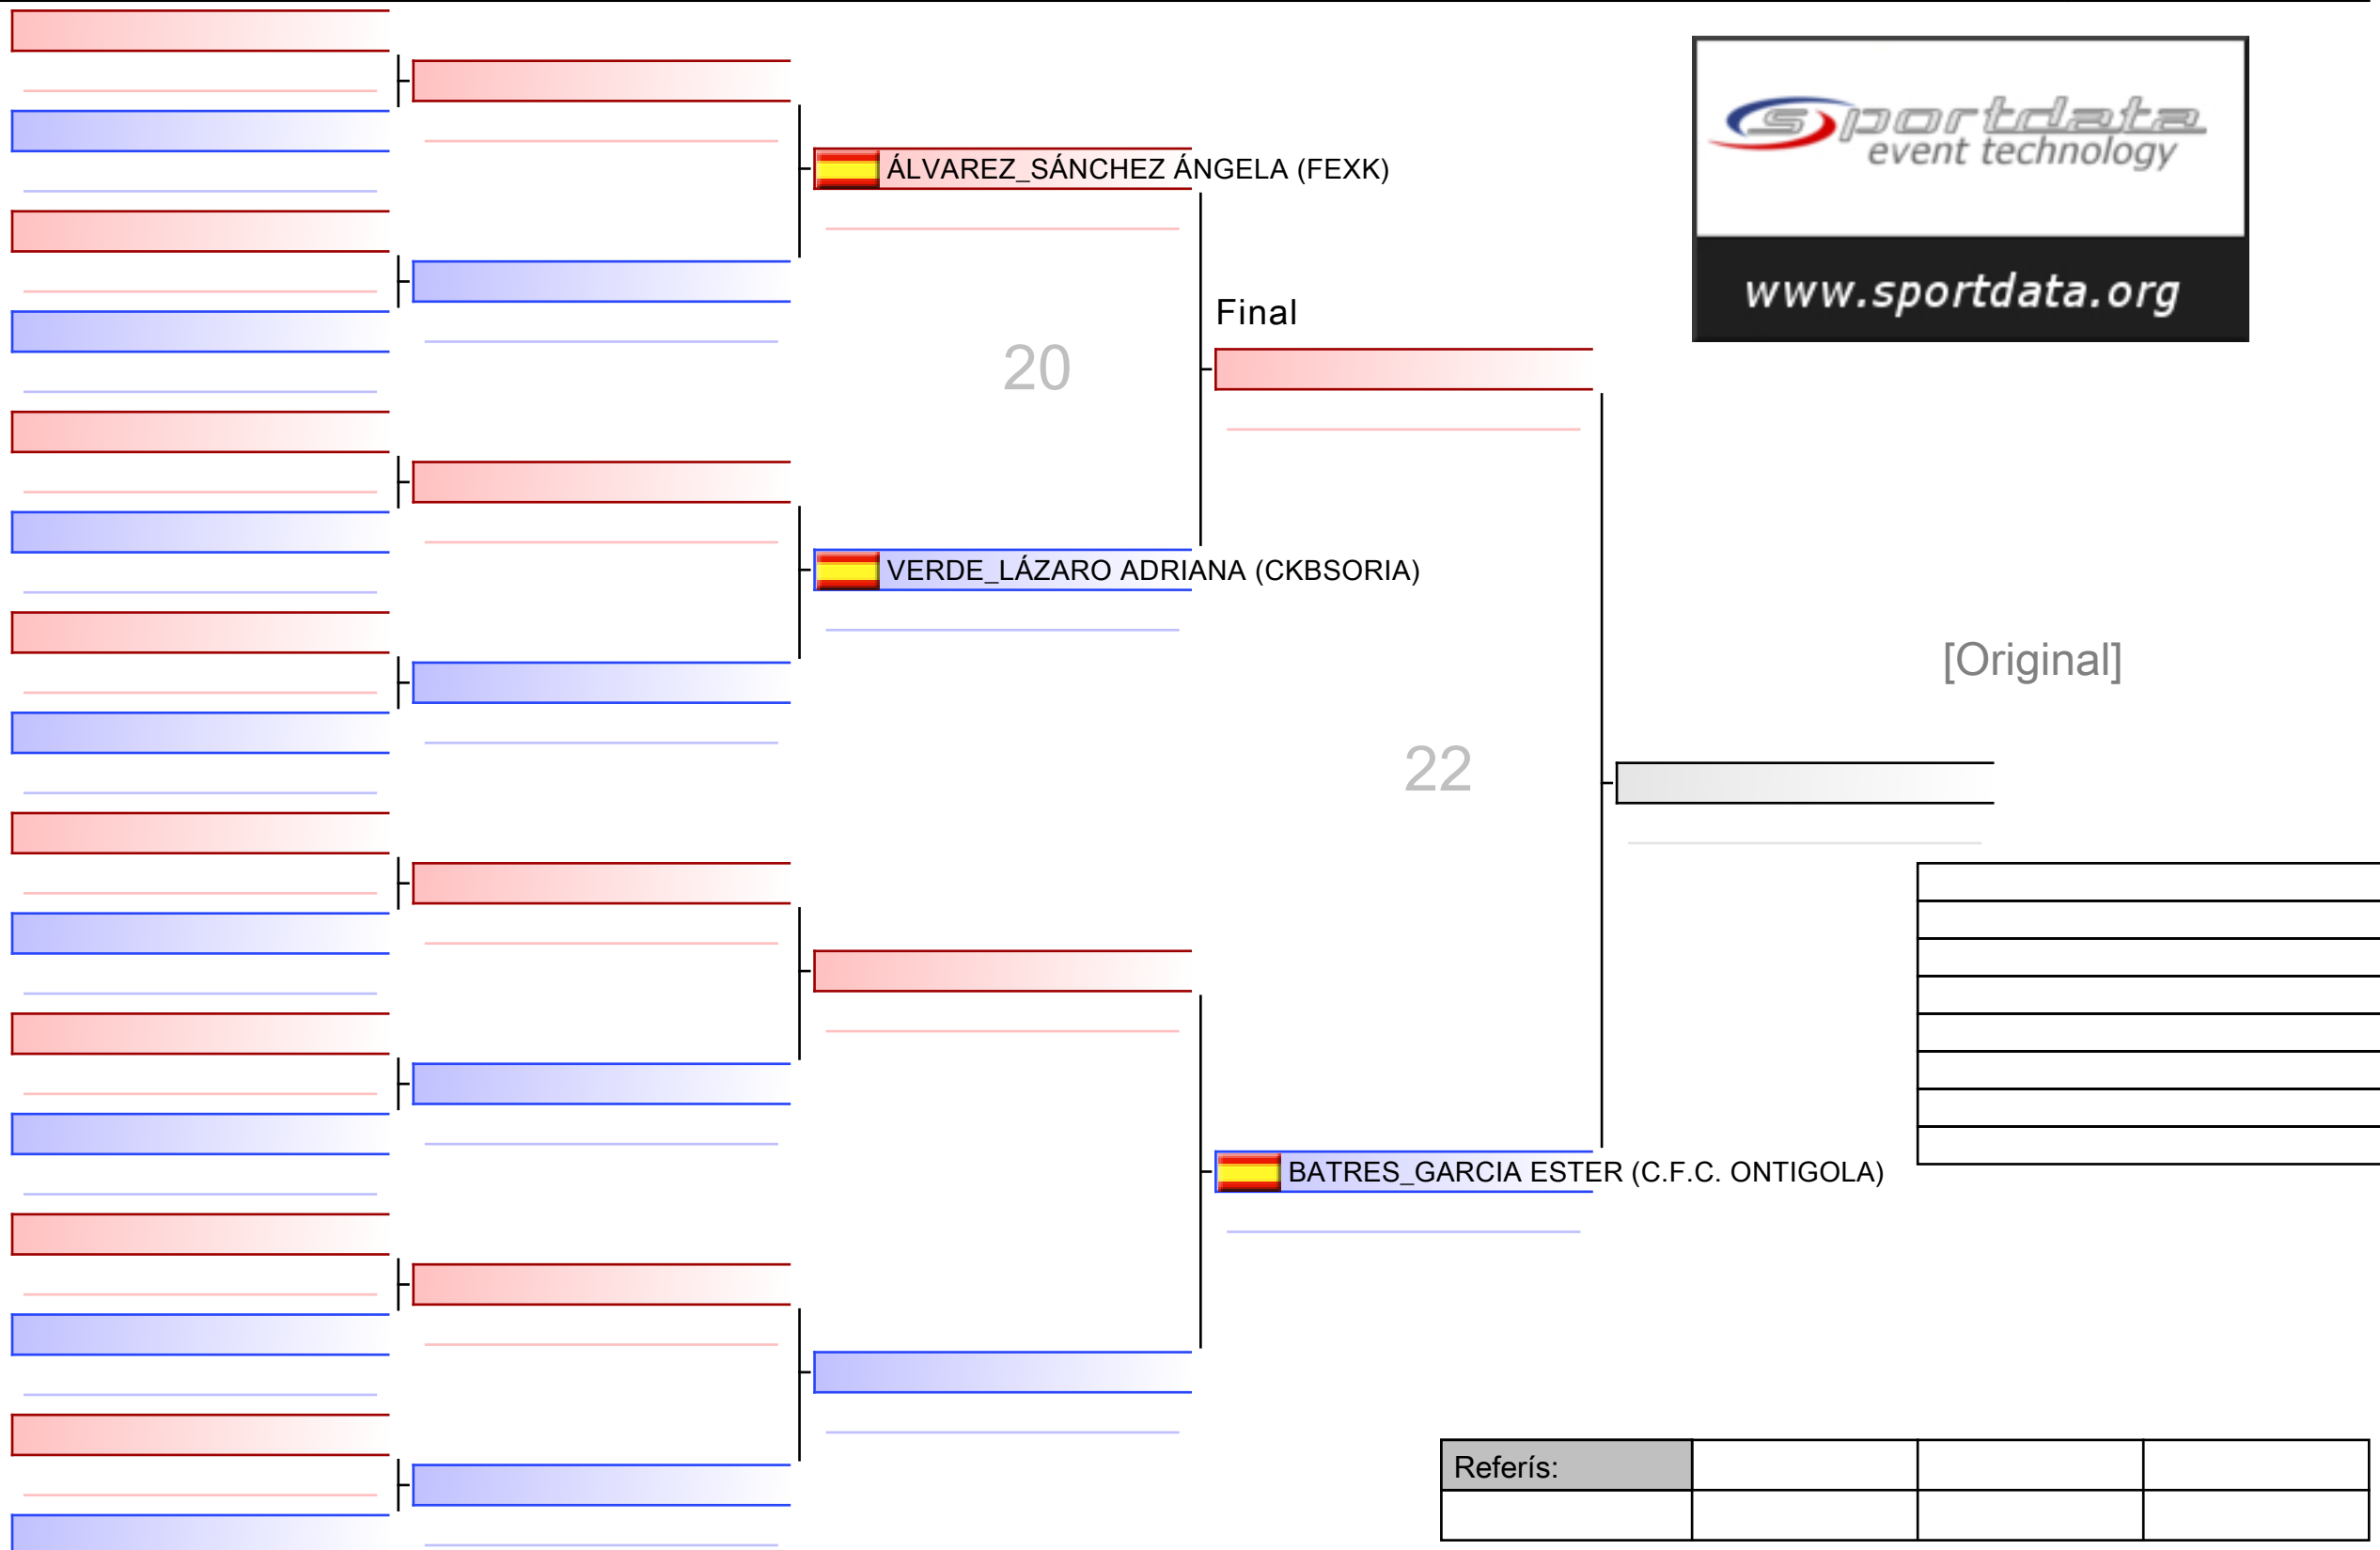 sportdata
event technology
www.sportdata.org
ÁLVAREZ_SÁNCHEZ ÁNGELA (FEXK)
Final
20
VERDE_LÁZARO ADRIANA (CKBSORIA)
[Original]
22
BATRES_GARCIA ESTER (C.F.C. ONTIGOLA)
Referís: